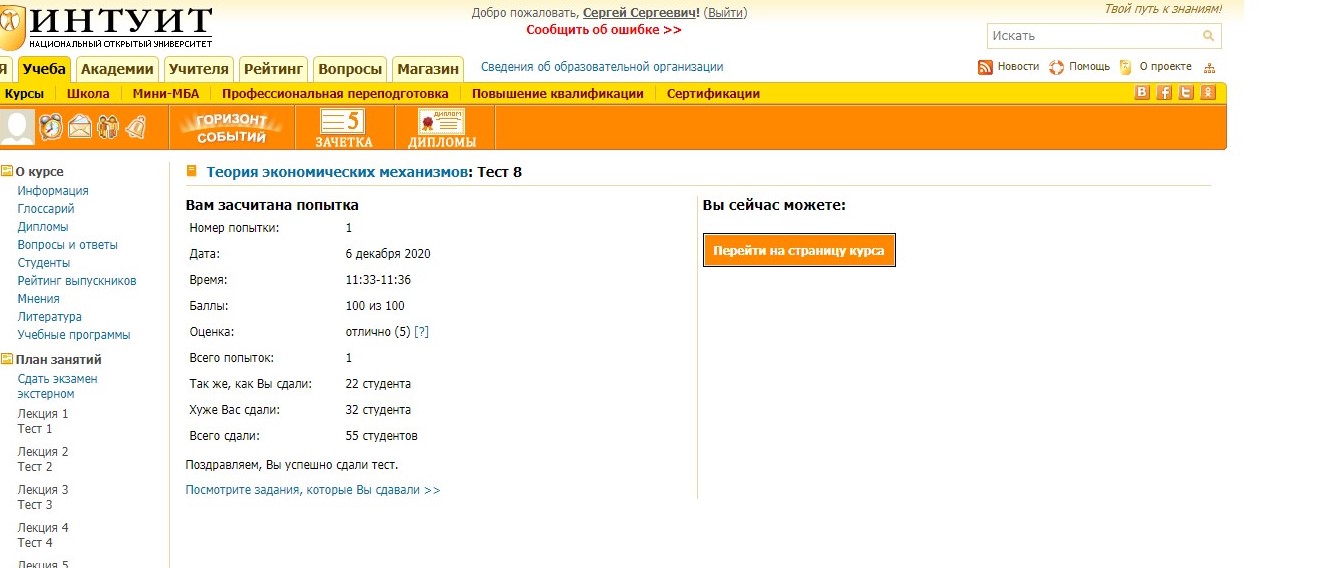 ИНТУИТ
НАЦИОНАЛЬНЫЙ ОТКРЫТЫЙ УНИВЕРСИТЕТ
Добро пожаловать, Сергей Сергеевич! (Выйти)
Сообщить об ошибке >>
Твой путь к знаниям!
Искать
Я Учеба Академии Учителя Рейтинг Вопросы Магазин Сведения об образовательной организации
Новости Помощь О проекте
Курсы Школа Мини-МБА Профессиональная переподготовка Повышение квалификации Сертификации
ГОРИЗОНТ СОБЫТИЙ
5
ЗАЧЕТКА
ДИПЛОМ
ДИПЛОМЫ
О курсе
Информация
Глоссарий
Дипломы
Вопросы и ответы
Студенты
Рейтинг выпускников
Мнения
Литература
Учебные программы
План занятий
Сдать экзамен
экстерном
Лекция 1
Тест 1
Лекция 2
Тест 2
Лекция 3
Тест 3
Лекция 4
Тест 4
Лекция 5
Теория экономических механизмов: Тест 8
Вам засчитана попытка
Номер попытки: 1
Дата: 6 декабря 2020
Время: 11:33-11:36
Баллы: 100 из 100
Оценка: отлично (5) [?]
Всего попыток: 1
Так же, как Вы сдали: 22 студента
Хуже Вас сдали: 32 студента
Всего сдали: 55 студентов
Поздравляем, Вы успешно сдали тест.
Посмотрите задания, которые Вы сдавали >>
Вы сейчас можете:
Перейти на страницу курса